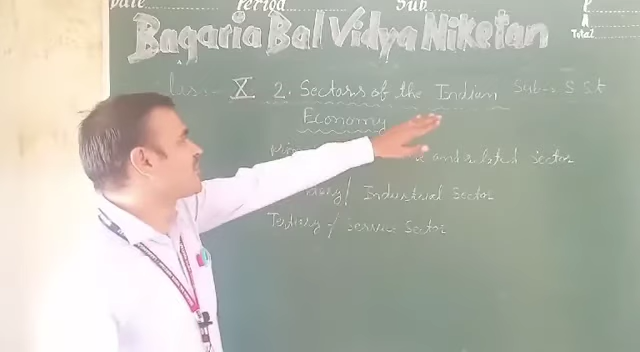 Date Period Sub P
A
Total
Bagaria Bal Vidya Niketan
X 2. Sectors of the Indian Sub- S.St
Economy
and related sector
/ Industrial Sector
Tertiary / Service Sector